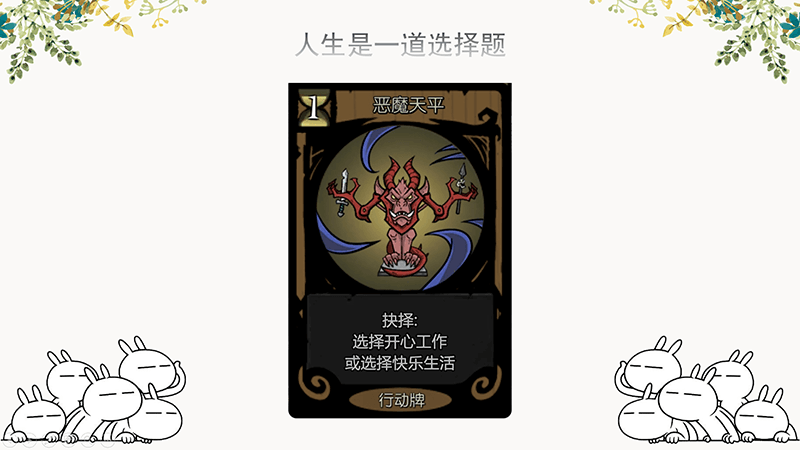 人生是一道选择题
1
恶魔天平
抉择:
选择开心工作
或选择快乐生活
行动牌